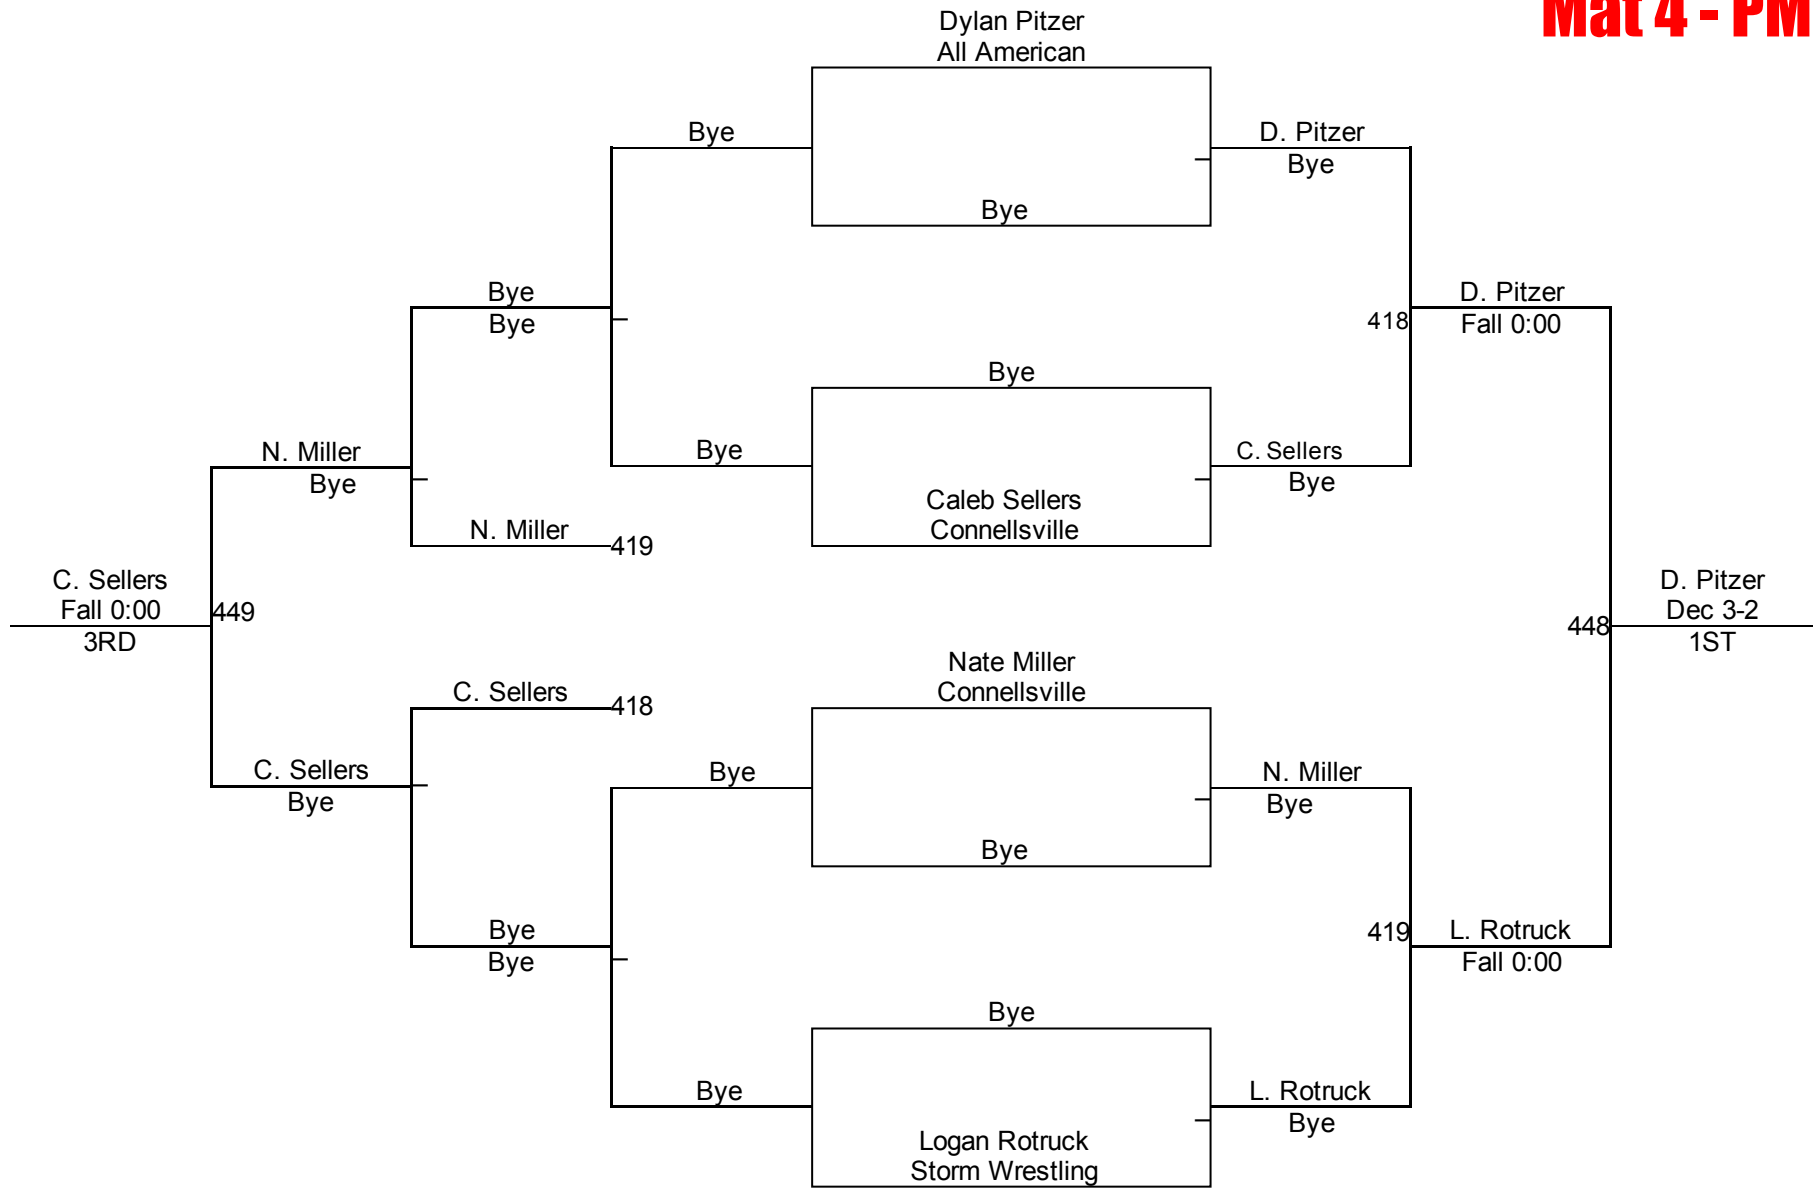 Mat 4 - PM
Dylan Pitzer
All American
Bye
D. Pitzer
Bye
Bye
Bye
Bye
418
D. Pitzer
Fall 0:00
Bye
N. Miller
Bye
Bye
C. Sellers
Bye
Caleb Sellers
Connellsville
N. Miller
419
C. Sellers
Fall 0:00
3RD
449
448
D. Pitzer
Dec 3-2
1ST
Nate Miller
Connellsville
C. Sellers
418
C. Sellers
Bye
Bye
N. Miller
Bye
Bye
Bye
Bye
419
L. Rotruck
Fall 0:00
Bye
Bye
L. Rotruck
Bye
Logan Rotruck
Storm Wrestling